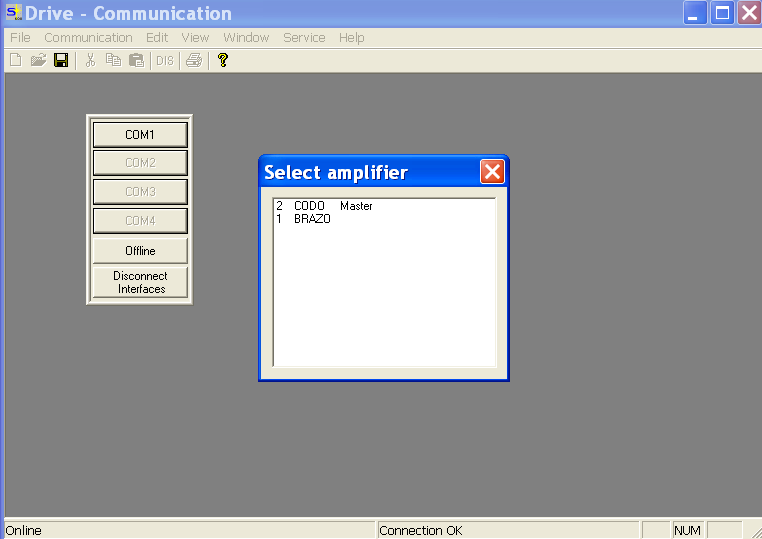 Drive - Communication
File Communication Edit View Window Service Help
DIS
COM1
COM2
COM3
COM4
Offline
Disconnect
Interfaces
Select amplifier
2 CODO Master
1 BRAZO
Online Connection OK NUM